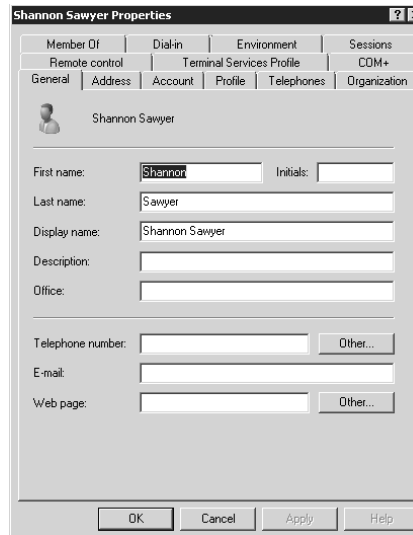 Shannon Sawyer Properties ?
Member Of Dial-in Environment Sessions
Remote control Terminal Services Profile COM+
General Address Account Profile Telephones Organization
Shannon Sawyer
First name: Shannon Initials:
Last name: Sawyer
Display name: Shannon Sawyer
Description:
Office:
Telephone number: Other...
E-mail:
Web page: Other...
OK Cancel Apply Help